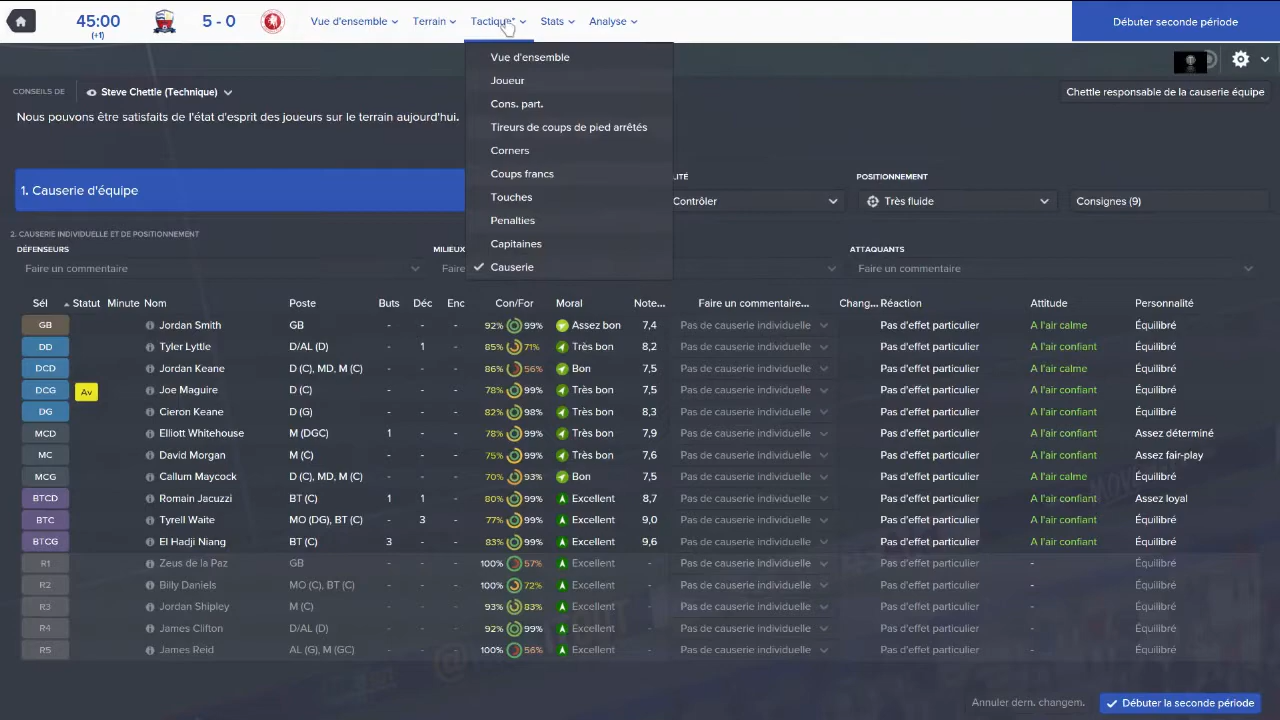 45:00
(+1)
5 - 0
Vue d'ensemble
Terrain
Tactique*
Stats
Analyse
Débuter seconde période
CONSEILS DE
Steve Chettle (Technique)
Chettle responsable de la causerie équipe
Nous pouvons être satisfaits de l'état d'esprit des joueurs sur le terrain aujourd'hui.
Vue d'ensemble
Joueur
Cons. part.
Tireurs de coups de pied arrêtés
Corners
Coups francs
Touches
Penalties
Capitaines
Causerie
1. Causerie d'équipe
LITÉ
Contrôler
POSITIONNEMENT
Très fluide
Consignes (9)
2. CAUSERIE INDIVIDUELLE ET DE POSITIONNEMENT
DÉFENSEURS
MILIEUX
ATTAQUANTS
Faire un commentaire
Faire
Faire un commentaire
Sél Statut Minute Nom Poste Buts Déc Enc Con/For Moral Note... Faire un commentaire... Chang... Réaction Attitude Personnalité
GB Jordan Smith GB - - - 92% 99% Assez bon 7,4 Pas de causerie individuelle Pas d'effet particulier A l'air calme Équilibré
DD Tyler Lyttle D/AL (D) - 1 - 85% 71% Très bon 8,2 Pas de causerie individuelle Pas d'effet particulier A l'air confiant Équilibré
DCD Jordan Keane D (C), MD, M (C) - - - 86% 56% Bon 7,5 Pas de causerie individuelle Pas d'effet particulier A l'air calme Équilibré
DCG Av Joe Maguire D (C) - - - 78% 99% Très bon 7,5 Pas de causerie individuelle Pas d'effet particulier A l'air confiant Équilibré
DG Cieron Keane D (G) - - - 82% 98% Très bon 8,3 Pas de causerie individuelle Pas d'effet particulier A l'air confiant Équilibré
MCD Elliott Whitehouse M (DGC) 1 - - 78% 99% Très bon 7,9 Pas de causerie individuelle Pas d'effet particulier A l'air confiant Assez déterminé
MC David Morgan M (C) - - - 75% 99% Très bon 7,6 Pas de causerie individuelle Pas d'effet particulier A l'air confiant Assez fair-play
MCG Callum Maycock D (C), MD, M (C) - - - 70% 93% Bon 7,5 Pas de causerie individuelle Pas d'effet particulier A l'air calme Équilibré
BTCD Romain Jacuzzi BT (C) 1 1 - 80% 99% Excellent 8,7 Pas de causerie individuelle Pas d'effet particulier A l'air confiant Assez loyal
BTC Tyrell Waite MO (DG), BT (C) - 3 - 77% 99% Excellent 9,0 Pas de causerie individuelle Pas d'effet particulier A l'air confiant Équilibré
BTCG El Hadji Niang BT (C) 3 - - 83% 99% Excellent 9,6 Pas de causerie individuelle Pas d'effet particulier A l'air confiant Équilibré
R1 Zeus de la Paz GB - - - 100% 57% Excellent - Pas de causerie individuelle Pas d'effet particulier - Équilibré
R2 Billy Daniels MO (C), BT (C) - - - 100% 72% Excellent - Pas de causerie individuelle Pas d'effet particulier - Équilibré
R3 Jordan Shipley M (C) - - - 93% 83% Excellent - Pas de causerie individuelle Pas d'effet particulier - Équilibré
R4 James Clifton D/AL (D) - - - 92% 99% Excellent - Pas de causerie individuelle Pas d'effet particulier - Équilibré
R5 James Reid AL (G), M (GC) - - - 100% 56% Excellent - Pas de causerie individuelle Pas d'effet particulier - Équilibré
Annuler dern. changem.
Débuter la seconde période